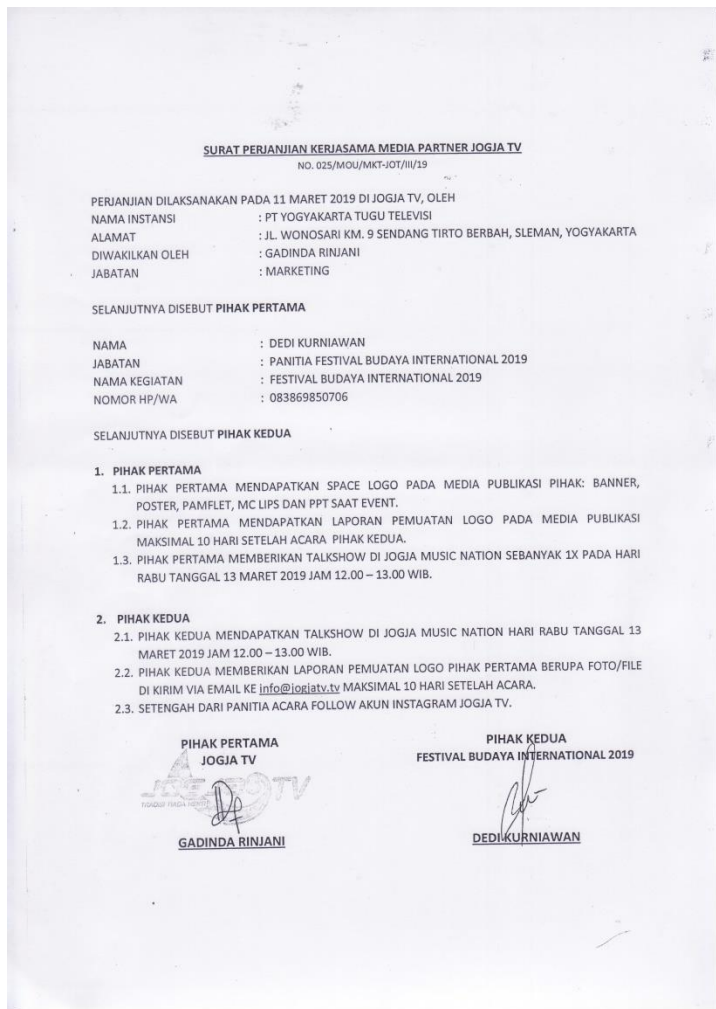 SURAT PERJANJIAN KERJASAMA MEDIA PARTNER JOGJA TV
NO. 025/MOU/MKT-JOT/III/19
PERJANJIAN DILAKSANAKAN PADA 11 MARET 2019 DI JOGJA TV, OLEH
NAMA INSTANSI : PT YOGYAKARTA TUGU TELEVISI
ALAMAT : JL. WONOSARI KM. 9 SENDANG TIRTO BERBAH, SLEMAN, YOGYAKARTA
DIWAKILKAN OLEH : GADINDA RINJANI
JABATAN : MARKETING
SELANJUTNYA DISEBUT PIHAK PERTAMA
NAMA : DEDI KURNIAWAN
JABATAN : PANITIA FESTIVAL BUDAYA INTERNATIONAL 2019
NAMA KEGIATAN : FESTIVAL BUDAYA INTERNATIONAL 2019
NOMOR HP/WA : 083869850706
SELANJUTNYA DISEBUT PIHAK KEDUA
1. PIHAK PERTAMA
1.1. PIHAK PERTAMA MENDAPATKAN SPACE LOGO PADA MEDIA PUBLIKASI PIHAK: BANNER,
POSTER, PAMFLET, MC LIPS DAN PPT SAAT EVENT.
1.2. PIHAK PERTAMA MENDAPATKAN LAPORAN PEMUATAN LOGO PADA MEDIA PUBLIKASI
MAKSIMAL 10 HARI SETELAH ACARA PIHAK KEDUA.
1.3. PIHAK PERTAMA MEMBERIKAN TALKSHOW DI JOGJA MUSIC NATION SEBANYAK 1X PADA HARI
RABU TANGGAL 13 MARET 2019 JAM 12.00 – 13.00 WIB.
2. PIHAK KEDUA
2.1. PIHAK KEDUA MENDAPATKAN TALKSHOW DI JOGJA MUSIC NATION HARI RABU TANGGAL 13
MARET 2019 JAM 12.00 – 13.00 WIB.
2.2. PIHAK KEDUA MEMBERIKAN LAPORAN PEMUATAN LOGO PIHAK PERTAMA BERUPA FOTO/FILE
DI KIRIM VIA EMAIL KE info@jogjatv.tv MAKSIMAL 10 HARI SETELAH ACARA.
2.3. SETENGAH DARI PANITIA ACARA FOLLOW AKUN INSTAGRAM JOGJA TV.
PIHAK PERTAMA PIHAK KEDUA
JOGJA TV FESTIVAL BUDAYA INTERNATIONAL 2019
JOGJA TV
GADINDA RINJANI DEDI KURNIAWAN